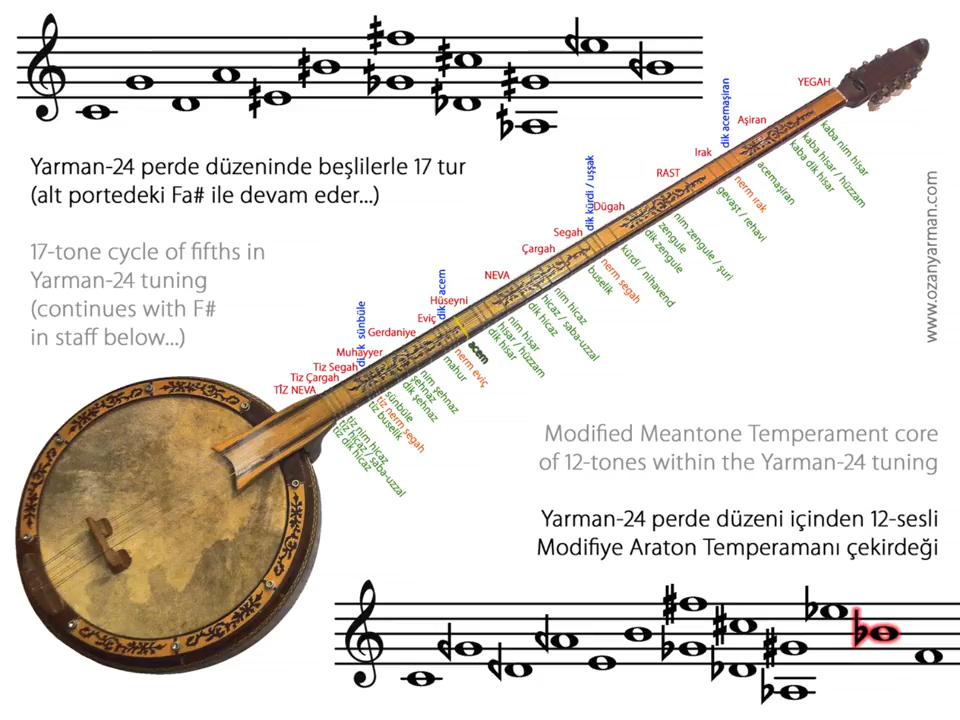 Yarman-24 perde düzeninde beşlilerle 17 tur
(alt portedeki Fa# ile devam eder...)
17-tone cycle of fifths in
Yarman-24 tuning
(continues with F#
in staff below...)
YEGAH
Aşiran
dik acemaşiran
Irak
RAST
Dügah
dik kürdi / uşşak
Segah
Çargah
NEVA
dik acem
Hüseyni
Eviç
Gerdaniye
dik sünbüle
Muhayyer
Tiz Segah
Tiz Çargah
TİZ NEVA
kaba nim hisar
kaba hisar / hüzzam
kaba dik hisar
acemaşiran
nerm ırak
gevaşt / rehavi
nim zengule / şuri
zengule
dik zengule
kürdi / nihavend
nerm segah
buselik
nim hicaz
hicaz / saba-uzzal
dik hicaz
nim hisar
hisar / hüzzam
dik hisar
acem
nerm eviç
mahur
nim şehnaz
şehnaz
dik şehnaz
sünbüle
tiz nerm segah
tiz buselik
tiz nim hicaz
tiz hicaz / saba-uzzal
tiz dik hicaz
www.ozanyarman.com
Modified Meantone Temperament core
of 12-tones within the Yarman-24 tuning
Yarman-24 perde düzeni içinden 12-sesli
Modifiye Araton Temperamanı çekirdeği